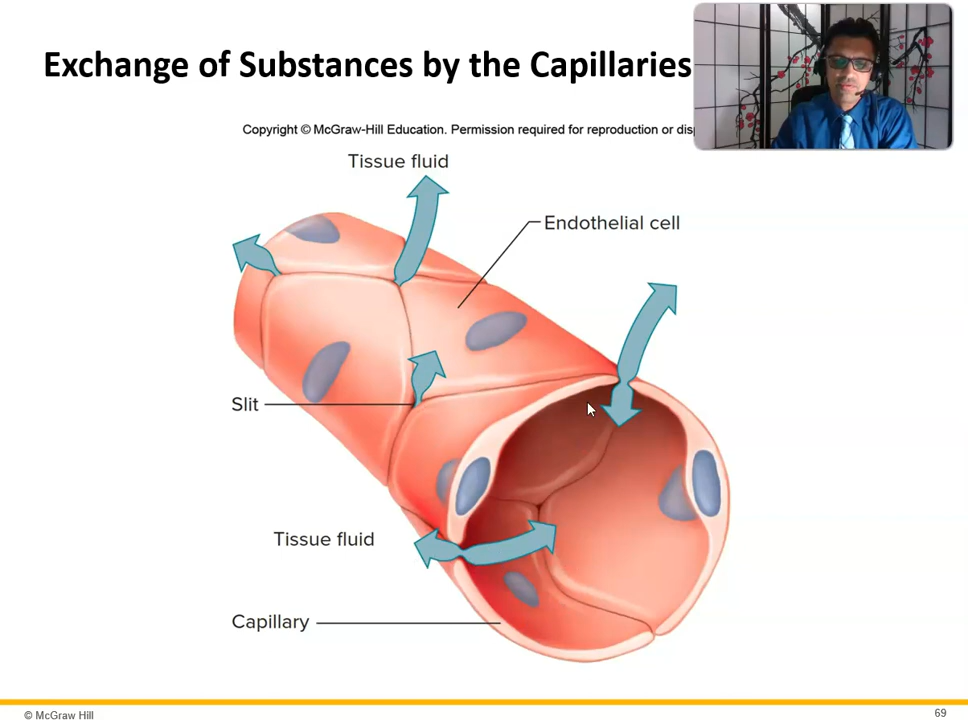 Exchange of Substances by the Capillaries
Copyright © McGraw-Hill Education. Permission required for reproduction or
Tissue fluid
Endothelial cell
Slit
Tissue fluid
Capillary
© McGraw Hill
69